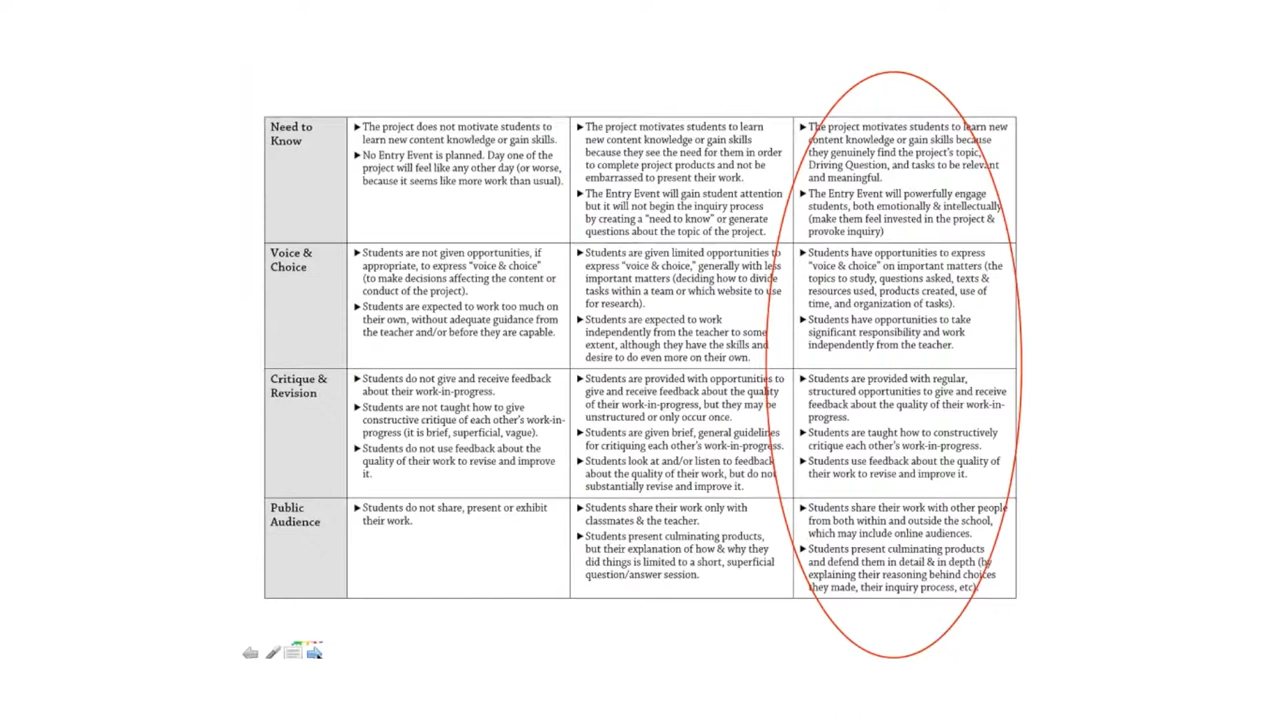 Need to
Know
▶ The project does not motivate students to
learn new content knowledge or gain skills.
▶ No Entry Event is planned. Day one of the
project will feel like any other day (or worse,
because it seems like more work than usual).
▶ The project motivates students to learn
new content knowledge or gain skills
because they see the need for them in order
to complete project products and not be
embarrassed to present their work.
▶ The Entry Event will gain student attention
but it will not begin the inquiry process
by creating a “need to know” or generate
questions about the topic of the project.
▶ The project motivates students to learn new
content knowledge or gain skills because
they genuinely find the project’s topic,
Driving Question, and tasks to be relevant
and meaningful.
▶ The Entry Event will powerfully engage
students, both emotionally & intellectually
(make them feel invested in the project &
provoke inquiry)
Voice &
Choice
▶ Students are not given opportunities, if
appropriate, to express “voice & choice”
(to make decisions affecting the content or
conduct of the project).
▶ Students are expected to work too much on
their own, without adequate guidance from
the teacher and/or before they are capable.
▶ Students are given limited opportunities to
express “voice & choice,” generally with less
important matters (deciding how to divide
tasks within a team or which website to use
for research).
▶ Students are expected to work
independently from the teacher to some
extent, although they have the skills and
desire to do even more on their own.
▶ Students have opportunities to express
“voice & choice” on important matters (the
topics to study, questions asked, texts &
resources used, products created, use of
time, and organization of tasks).
▶ Students have opportunities to take
significant responsibility and work
independently from the teacher.
Critique &
Revision
▶ Students do not give and receive feedback
about their work-in-progress.
▶ Students are not taught how to give
constructive critique of each other’s work-in-
progress (it is brief, superficial, vague).
▶ Students do not use feedback about the
quality of their work to revise and improve
it.
▶ Students are provided with opportunities to
give and receive feedback about the quality
of their work-in-progress, but they may be
unstructured or only occur once.
▶ Students are given brief, general guidelines
for critiquing each other’s work-in-progress.
▶ Students look at and/or listen to feedback
about the quality of their work, but do not
substantially revise and improve it.
▶ Students are provided with regular,
structured opportunities to give and receive
feedback about the quality of their work-in-
progress.
▶ Students are taught how to constructively
critique each other’s work-in-progress.
▶ Students use feedback about the quality of
their work to revise and improve it.
Public
Audience
▶ Students do not share, present or exhibit
their work.
▶ Students share their work only with
classmates & the teacher.
▶ Students present culminating products,
but their explanation of how & why they
did things is limited to a short, superficial
question/answer session.
▶ Students share their work with other people
from both within and outside the school,
which may include online audiences.
▶ Students present culminating products
and defend them in detail & in depth (by
explaining their reasoning behind choices
they made, their inquiry process, etc).